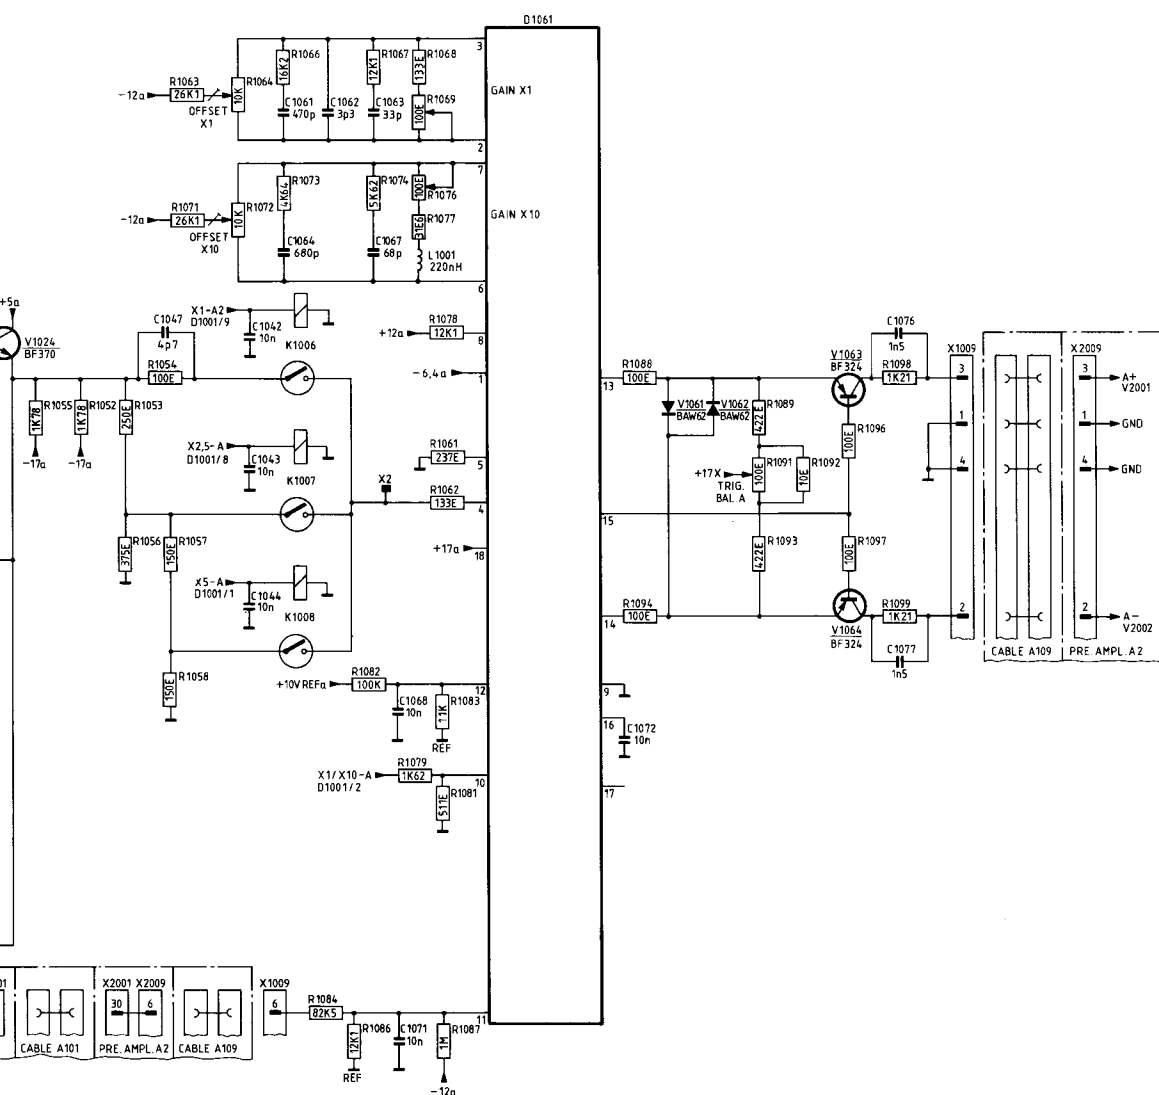 D1061
3
R1066
16K2
R1067
12K1
R1068
133E
R1063
-12a
26K1
R1064
10K
OFFSET
X1
C1061
470p
C1062
3p3
C1063
33p
R1069
100E
GAIN X1
2
7
R1073
4K64
R1074
5K62
100E
R1076
R1071
-12a
26K1
R1072
10K
OFFSET
X10
R1077
31E6
GAIN X10
C1064
680p
C1067
68p
L1001
220nH
6
+5a
X1-A2
D1001/9
C1042
10n
K1006
C1047
4p7
V1024
BF370
R1054
100E
R1078
+12a
12K1
8
-6,4a
1
R1055
1K78
R1052
1K78
R1053
250E
-17a
-17a
X2,5-A
D1001/8
C1043
10n
K1007
R1061
237E
5
X2
R1062
133E
4
R1056
375E
R1057
150E
+17a
18
X5-A
D1001/1
C1044
10n
K1008
R1058
150E
R1082
+10V REFa
100K
12
C1068
10n
R1083
11K
REF
X1/X10-A
D1001/2
R1079
1K62
10
R1081
511E
13
R1088
100E
V1061
BAW62
V1062
BAW62
R1089
422E
V1063
BF324
C1076
1n5
R1098
1K21
R1096
100E
+17X
TRIG.
BAL. A
R1091
100E
R1092
10E
15
R1093
422E
R1097
100E
14
R1094
100E
V1064
BF324
R1099
1K21
C1077
1n5
9
16
C1072
10n
17
X1009
3
1
4
2
X2009
3
A+
V2001
1
GND
4
GND
2
A-
V2002
CABLE A109
PRE. AMPL. A2
01
X2001
X2009
X1009
30
6
6
CABLE A101
PRE. AMPL. A2
CABLE A109
R1084
82K5
11
R1086
12K1
C1071
10n
R1087
1M
REF
-12a